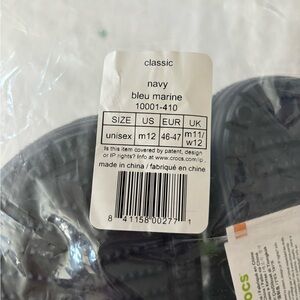 classic
navy
bleu marine
10001-410
SIZE US EUR UK
unisex m12 46-47 m11/ w12
Is this item covered by patent, design
or IP rights? Info at www.crocs.com/ip
made in china / fabriqué en chine
8 41158 00277 1
crocs